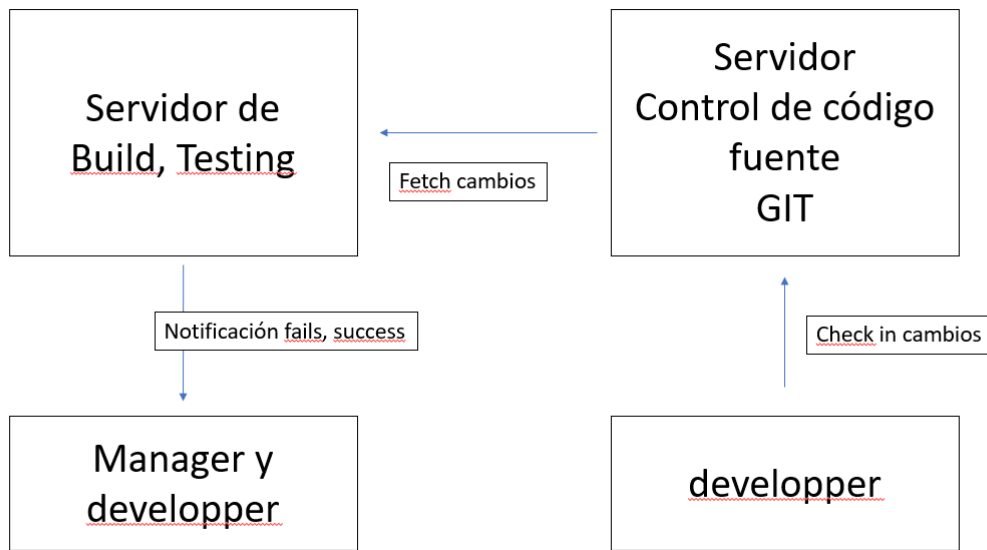 Servidor de
Build, Testing
Servidor
Control de código
fuente
GIT
Fetch cambios
Notificación fails, success
Check in cambios
Manager y
developper
developper